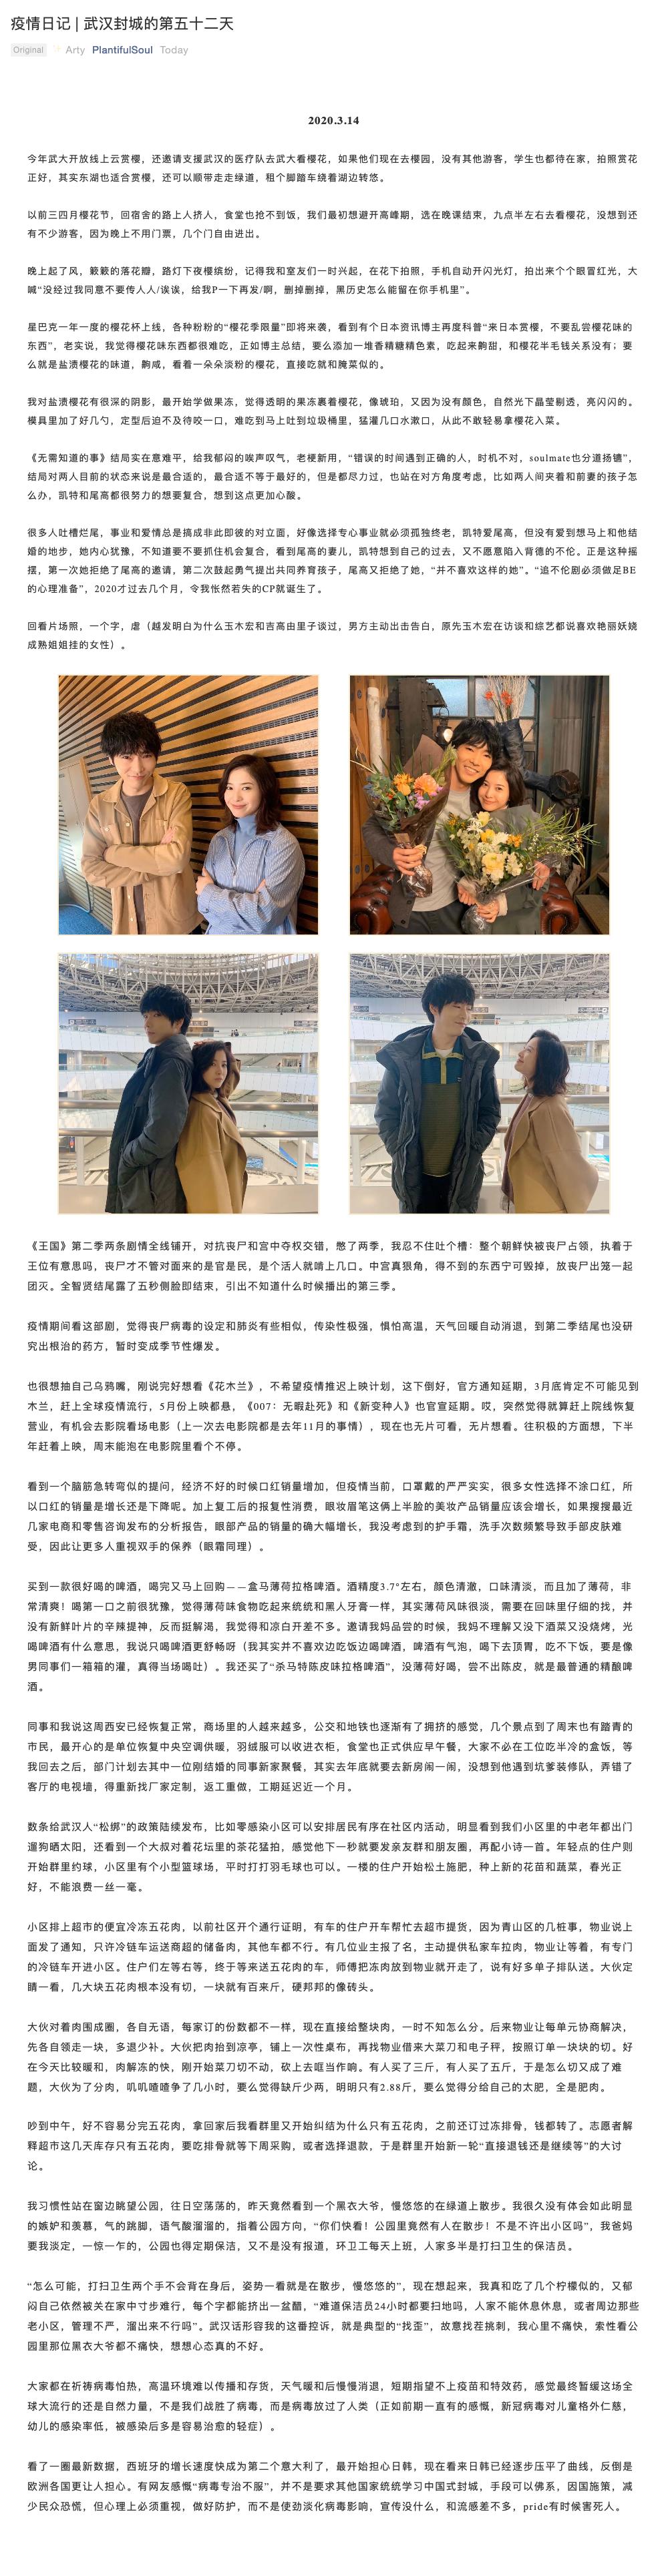 疫情日记 | 武汉封城的第五十二天
Original Arty PlantifulSoul Today
2020.3.14
今年武大开放线上云赏樱，还邀请支援武汉的医疗队去武大看樱花，如果他们现在去樱园，没有其他游客，学生也都待在家，拍照赏花
正好，其实东湖也适合赏樱，还可以顺带走走绿道，租个脚踏车绕着湖边转悠。
以前三四月樱花节，回宿舍的路上人挤人，食堂也抢不到饭，我们最初想避开高峰期，选在晚课结束，九点半左右去看樱花，没想到还
有不少游客，因为晚上不用门票，几个门自由进出。
晚上起了风，簌簌的落花瓣，路灯下夜樱缤纷，记得我和室友们一时兴起，在花下拍照，手机自动开闪光灯，拍出来个个眼冒红光，大
喊“没经过我同意不要传人人/诶诶，给我P一下再发/啊，删掉删掉，黑历史怎么能留在你手机里”。
星巴克一年一度的樱花杯上线，各种粉粉的“樱花季限量”即将来袭，看到有个日本资讯博主再度科普“来日本赏樱，不要乱尝樱花味的
东西”，老实说，我觉得樱花味东西都很难吃，正如博主总结，要么添加一堆香精糖精色素，吃起来齁甜，和樱花半毛钱关系没有；要
么就是盐渍樱花的味道，齁咸，看着一朵朵淡粉的樱花，直接吃就和腌菜似的。
我对盐渍樱花有很深的阴影，最开始学做果冻，觉得透明的果冻裹着樱花，像琥珀，又因为没有颜色，自然光下晶莹剔透，亮闪闪的。
模具里加了好几勺，定型后迫不及待咬一口，难吃到马上吐到垃圾桶里，猛灌几口水漱口，从此不敢轻易拿樱花入菜。
《无需知道的事》结局实在意难平，给我郁闷的唉声叹气，老梗新用，“错误的时间遇到正确的人，时机不对，soulmate也分道扬镳”，
结局对两人目前的状态来说是最合适的，最合适不等于最好的，但是都尽力过，也站在对方角度考虑，比如两人间夹着和前妻的孩子怎
么办，凯特和尾高都很努力的想要复合，想到这点更加心酸。
很多人吐槽烂尾，事业和爱情总是搞成非此即彼的对立面，好像选择专心事业就必须孤独终老，凯特爱尾高，但没有爱到想马上和他结
婚的地步，她内心犹豫，不知道要不要抓住机会复合，看到尾高的妻儿，凯特想到自己的过去，又不愿意陷入背德的不伦。正是这种摇
摆，第一次拒绝了尾高的邀请，第二次鼓起勇气提出共同养育孩子，尾高又拒绝了她，“并不喜欢这样的她”。“追不伦剧必须做足BE
的心理准备”，2020才过去几个月，令我怅然若失的CP就诞生了。
回看片场照，一个字，虐（越发明白为什么玉木宏和吉高由里子谈过，男方主动出击告白，原先玉木宏在访谈和综艺都说喜欢艳丽妖娆
成熟姐姐挂的女性）。
《王国》第二季两条剧情全线铺开，对抗丧尸和宫中夺权交错，憋了两季，我忍不住吐个槽：整个朝鲜快被丧尸占领，执着于
王位有意思吗，丧尸才不管对面来的是官是民，是个活人就啃上几口。中宫真狠角，得不到的东西宁可毁掉，放丧尸出笼一起
团灭。全智贤结尾露了五秒侧脸即结束，引出不知道什么时候播出的第三季。
疫情期间看这部剧，觉得丧尸病毒的设定和肺炎有些相似，传染性极强，惧怕高温，天气回暖自动消退，到第二季结尾也没研
究出根治的药方，暂时变成季节性爆发。
也很想抽自己乌鸦嘴，刚说完好想看《花木兰》，不希望疫情推迟上映计划，这下倒好，官方通知延期，3月底肯定不可能见到
木兰，赶上全球疫情流行，5月份上映都悬，《007：无暇赴死》和《新变种人》也官宣延期。哎，突然觉得就算赶上院线恢复
营业，有机会去影院看场电影（上一次去电影院都是去年11月的事情），现在也无片可看，无片想看。往积极的方面想，下半
年赶着上映，周末能泡在电影院里看个不停。
看到一个脑筋急转弯似的提问，经济不好的时候口红销量增加，但疫情当前，口罩戴的严严实实，很多女性选择不涂口红，所
以口红的销量是增长还是下降呢。加上复工后的报复性消费，眼妆眉笔这俩上半脸的美妆产品销量应该会增长，如果搜搜最近
几家电商和零售咨询发布的分析报告，眼部产品的销量的确大幅增长，我没考虑到的护手霜，洗手次数频繁导致手部皮肤难
受，因此让更多人重视双手的保养（眼霜同理）。
买到一款很好喝的啤酒，喝完又马上回购——盒马薄荷拉格啤酒。酒精度3.7°左右，颜色清澈，口味清淡，而且加了薄荷，非
常清爽！喝第一口之前很犹豫，觉得薄荷味食物吃起来统统和黑人牙膏一样，其实薄荷风味很淡，需要在回味里仔细的找，并
没有新鲜叶片的辛辣提神，反而挺解渴，我觉得和凉白开差不多。邀请我妈品尝的时候，我妈不理解又没下酒菜又没烧烤，光
喝啤酒有什么意思，我说只喝啤酒更舒畅呀（我其实并不喜欢边吃饭边喝啤酒，啤酒有气泡，喝下去顶胃，吃不下饭，要是像
男同事们一箱箱的灌，真得当场喝吐）。我还买了“杀马特陈皮味拉格啤酒”，没薄荷好喝，尝不出陈皮，就是最普通的精酿啤
酒。
同事和我说这周西安已经恢复正常，商场里的人越来越多，公交和地铁也逐渐有了拥挤的感觉，几个景点到了周末也有踏青的
市民，最开心的是单位恢复中央空调供暖，羽绒服可以收进衣柜，食堂也正式供应早午餐，大家不必在工位吃半冷的盒饭，等
我回去之后，部门计划去其中一位刚结婚的同事新家聚餐，其实去年底就要去新房闹一闹，没想到他遇到坑爹装修队，弄错了
客厅的电视墙，得重新找厂家定制，返工重做，工期延迟近一个月。
数条给武汉人“松绑”的政策陆续发布，比如零感染小区可以安排居民有序在社区内活动，明显看到我们小区里的中老年都出门
遛狗晒太阳，还看到一个大叔对着花坛里的茶花猛拍，感觉他下一秒就要发亲友群和朋友圈，再配小诗一首。年轻点的住户则
开始群里约球，小区里有个小型篮球场，平时打打羽毛球也可以。一楼的住户开始松土施肥，种上新的花苗和蔬菜，春光正
好，不能浪费一丝一毫。
小区排上超市的便宜冷冻五花肉，以前社区开个通行证明，有车的住户开车帮忙去超市提货，因为青山区的几桩事，物业说上
面发了通知，只许冷链车运送商超的储备肉，其他车都不行。有几位业主报了名，主动提供私家车拉肉，物业让等着，有专门
的冷链车开进小区。住户们左等右等，终于等来送五花肉的车，师傅把冻肉放到物业就开走了，说有好多单子排队送。大伙定
睛一看，几大块五花肉根本没有切，一块就有百来斤，硬邦邦的像砖头。
大伙对着肉围成圈，各自无语，每家订的份数都不一样，现在直接给整块肉，一时不知怎么分。后来物业让每单元协商解决，
先各自领走一块，多退少补。大伙把肉抬到凉亭，铺上一次性桌布，再找物业借来大菜刀和电子秤，按照订单一块块的切。好
在今天比较暖和，肉解冻的快，刚开始菜刀切不动，砍上去哐当作响。有人买了三斤，有人买了五斤，于是怎么切又成了难
题，大伙为了分肉，叽叽喳喳争了几小时，要么觉得缺斤少两，明明只有2.88斤，要么觉得分给自己的太肥，全是肥肉。
吵到中午，好不容易分完五花肉，拿回家后我看群里又开始纠结为什么只有五花肉，之前还订过冻排骨，钱都转了。志愿者解
释超市这几天库存只有五花肉，要吃排骨就等下周采购，或者选择退款，于是群里开始新一轮“直接退钱还是继续等”的大讨
论。
我习惯性站在窗边眺望公园，往日空荡荡的，昨天竟然看到一个黑衣大爷，慢悠悠的在绿道上散步。我很久没有体会如此明显
的嫉妒和羡慕，气的跳脚，语气酸溜溜的，指着公园方向，“你们快看！公园里竟然有人在散步！不是不许出小区吗”，我爸妈
要我淡定，一惊一乍的，公园也得定期保洁，又不是没有报道，环卫工每天上班，人家多半是打扫卫生的保洁员。
“怎么可能，打扫卫生两个手不会背在身后，姿势一看就是在散步，慢悠悠的”，现在想起来，我真和吃了几个柠檬似的，又郁
闷自己依然被关在家中寸步难行，每个字都能挤出一盆醋，“难道保洁员24小时都要扫地吗，人家不能休息休息，或者周边那些
老小区，管理不严，溜出来不行吗”。武汉话形容我的这番控诉，就是典型的“找歪”，故意找茬挑刺，我心里不痛快，索性看公
园里那位黑衣大爷都不痛快，想想心态真的不好。
大家都在祈祷病毒怕热，高温环境难以传播和存货，天气暖和后慢慢消退，短期指望不上疫苗和特效药，感觉最终暂缓这场全
球大流行的还是自然力量，不是我们战胜了病毒，而是病毒放过了人类（正如前期一直有的感慨，新冠病毒对儿童格外仁慈，
幼儿的感染率低，被感染后多是容易治愈的轻症）。
看了一圈最新数据，西班牙的增长速度快成为第二个意大利了，最开始担心日韩，现在看来日韩已经逐步压平了曲线，反倒是
欧洲各国更让人担心。有网友感慨“病毒专治不服”，并不是要求其他国家统统学习中国式封城，手段可以佛系，因国施策，减
少民众恐慌，但心理上必须重视，做好防护，而不是使劲淡化病毒影响，宣传没什么，和流感差不多，pride有时候害死人。